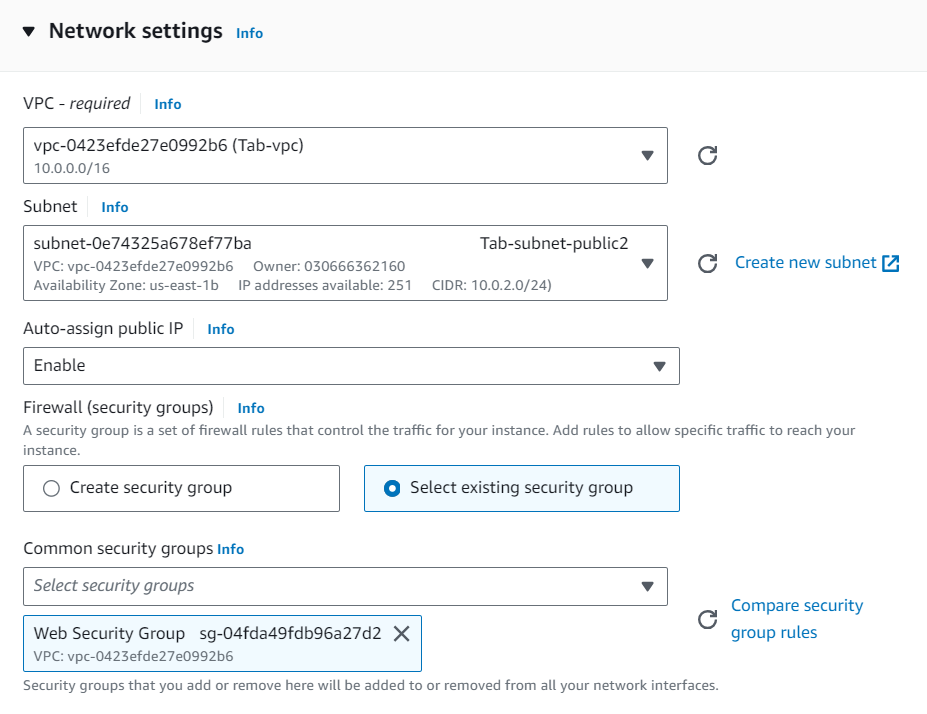 Network settings Info
VPC - required Info
vpc-0423efde27e0992b6 (Tab-vpc)
10.0.0.0/16
Subnet Info
subnet-0e74325a678ef77ba Tab-subnet-public2
VPC: vpc-0423efde27e0992b6 Owner: 030666362160
Availability Zone: us-east-1b IP addresses available: 251 CIDR: 10.0.2.0/24)
Create new subnet
Auto-assign public IP Info
Enable
Firewall (security groups) Info
A security group is a set of firewall rules that control the traffic for your instance. Add rules to allow specific traffic to reach your
instance.
Create security group
Select existing security group
Common security groups Info
Select security groups
Web Security Group sg-04fda49fdb96a27d2
VPC: vpc-0423efde27e0992b6
Compare security
group rules
Security groups that you add or remove here will be added to or removed from all your network interfaces.